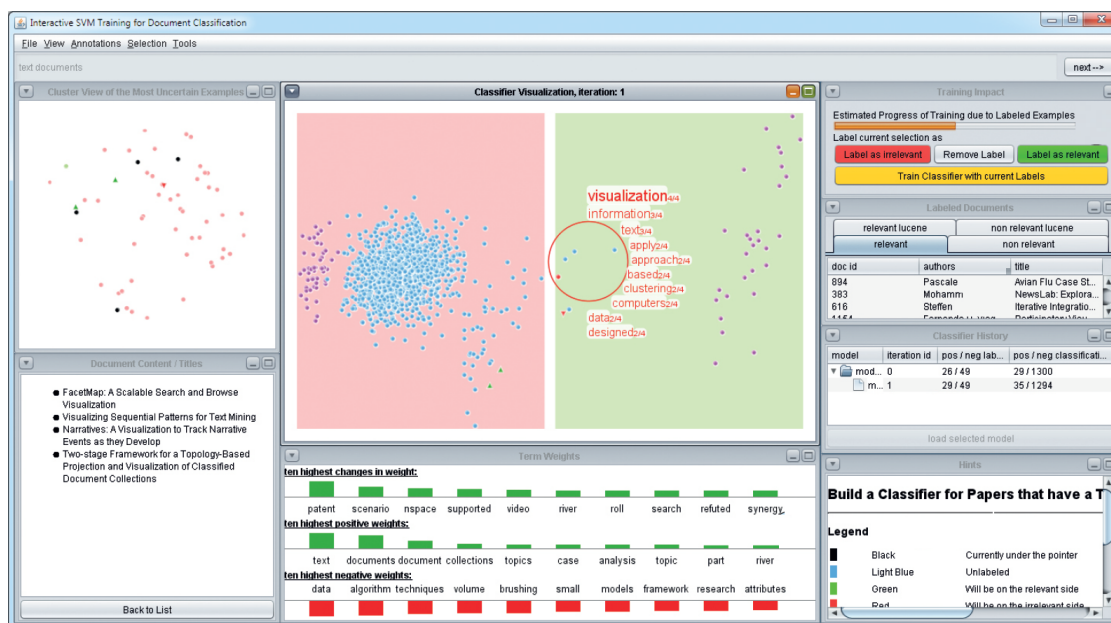 Interactive SVM Training for Document Classification
File View Annotations Selection Tools
text documents
next-->
Cluster View of the Most Uncertain Examples
Document Content / Titles
FacetMap: A Scalable Search and Browse
Visualization
Visualizing Sequential Patterns for Text Mining
Narratives: A Visualization to Track Narrative
Events as they Develop
Two-stage Framework for a Topology-Based
Projection and Visualization of Classified
Document Collections
Back to List
Classifier Visualization, iteration: 1
visualization4/4
information3/4
text3/4
apply2/4
approach2/4
based2/4
clustering2/4
computers2/4
data2/4
designed2/4
Term Weights
ten highest changes in weight:
patent scenario nspace supported video river roll search refuted synergy
ten highest positive weights:
text documents document collections topics case analysis topic part river
ten highest negative weights:
data algorithm techniques volume brushing small models framework research attributes
Training Impact
Estimated Progress of Training due to Labeled Examples
Label current selection as
Label as irrelevant Remove Label Label as relevant
Train Classifier with current Labels
Labeled Documents
relevant lucene non relevant lucene
relevant non relevant
doc id authors title
894 Pascale Avian Flu Case St...
383 Mohamm NewsLab: Explora...
616 Steffen Iterative Integratio...
Classifier History
model iteration id pos / neg lab... pos / neg classificati...
mod... 0 26 / 49 29 / 1300
m... 1 29 / 49 35 / 1294
load selected model
Hints
Build a Classifier for Papers that have a T
Legend
Black Currently under the pointer
Light Blue Unlabeled
Green Will be on the relevant side
Red Will be on the irrelevant side